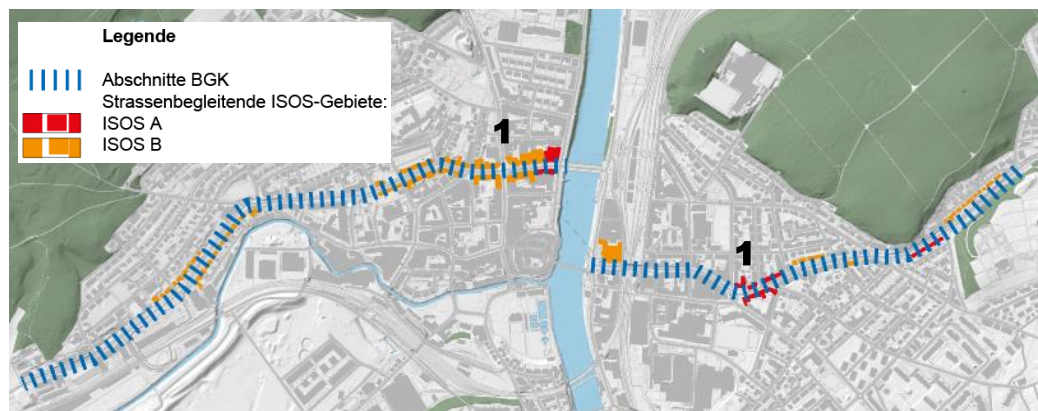 Legende
Abschnitte BGK
Strassenbegleitende ISOS-Gebiete:
ISOS A
ISOS B
1
1